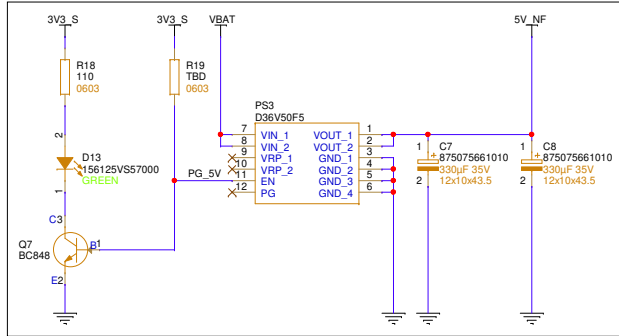 3V3_S 3V3_S VBAT 5V_NF
R18
110
0603
R19
TBD
0603
PS3
D36V50F5
7 VIN_1 VOUT_1 1
8 VIN_2 VOUT_2 2
9 VRP_1 GND_1 3
10 VRP_2 GND_2 4
11 EN GND_3 5
12 PG GND_4 6
PG_5V
2
D13
156125VS57000
GREEN
1
1 + C7
875075661010
330µF 35V
2 12x10x43.5
1 + C8
875075661010
330µF 35V
2 12x10x43.5
C 3
Q7
BC848
B 1
E 2